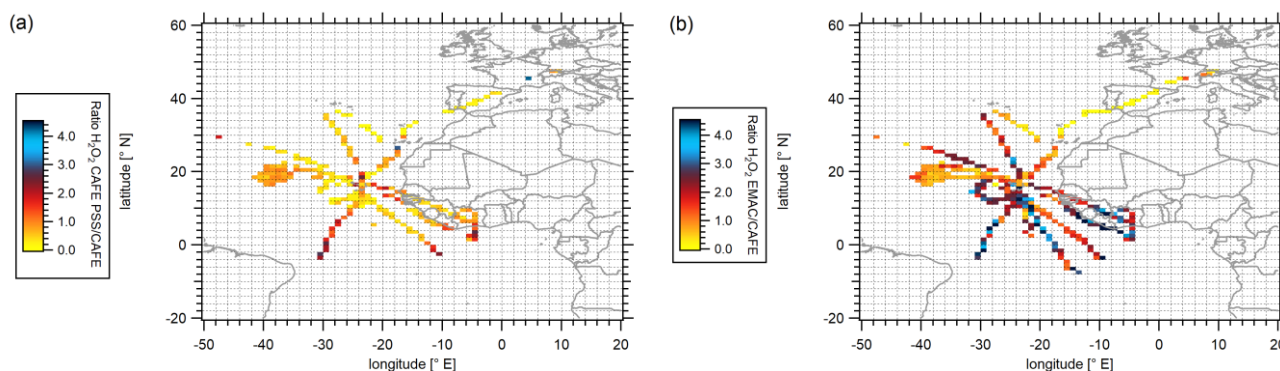 (a)
60
40
20
0
-20
-50 -40 -30 -20 -10 0 10 20
longitude [° E]
latitude [° N]
Ratio H₂O₂ CAFE PSS/CAFE
4.0
3.0
2.0
1.0
0.0
(b)
60
40
20
0
-20
-50 -40 -30 -20 -10 0 10 20
longitude [° E]
latitude [° N]
Ratio H₂O₂ EMAC/CAFE
4.0
3.0
2.0
1.0
0.0